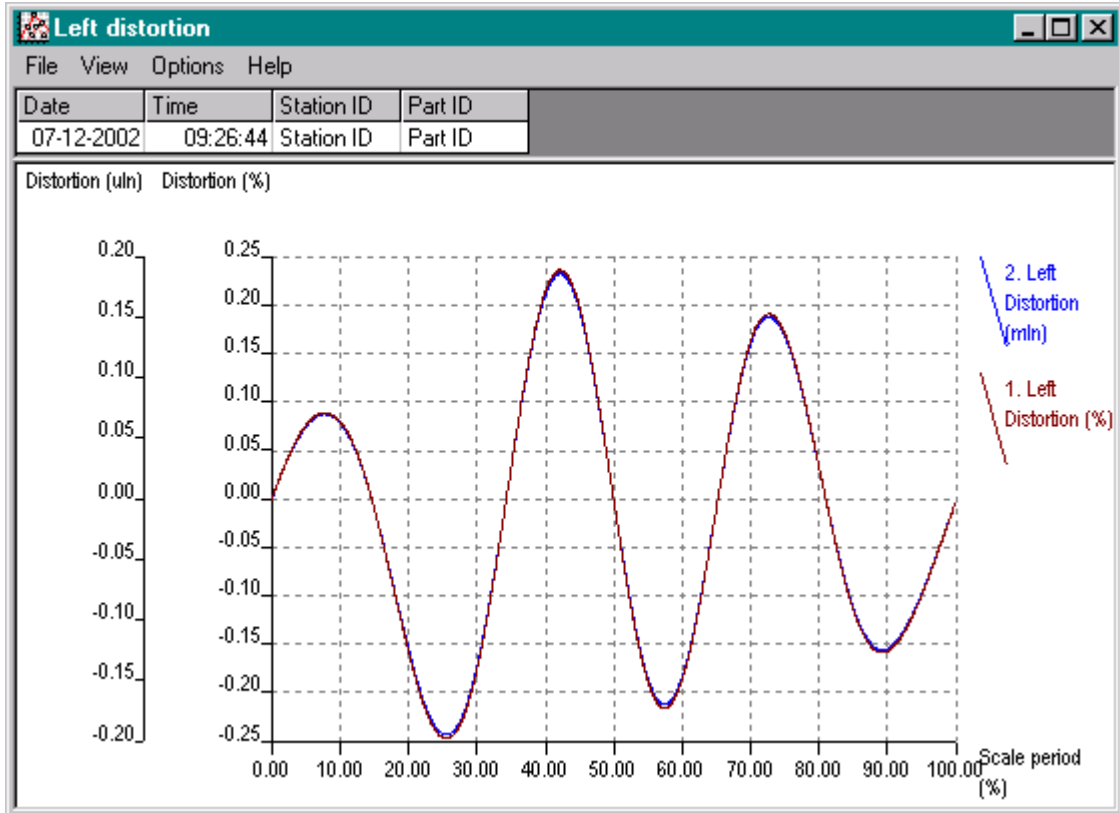 Left distortion
File View Options Help
Date Time Station ID Part ID
07-12-2002 09:26:44 Station ID Part ID
Distortion (uIn) Distortion (%)
0.20 0.25
0.20
0.15
0.15
0.10
0.10
0.05
0.05
0.00 0.00
-0.05
-0.05
-0.10
-0.10
-0.15
-0.15
-0.20
-0.20 -0.25
0.00 10.00 20.00 30.00 40.00 50.00 60.00 70.00 80.00 90.00 100.00
Scale period
(%)
2. Left
Distortion
(mIn)
1. Left
Distortion (%)